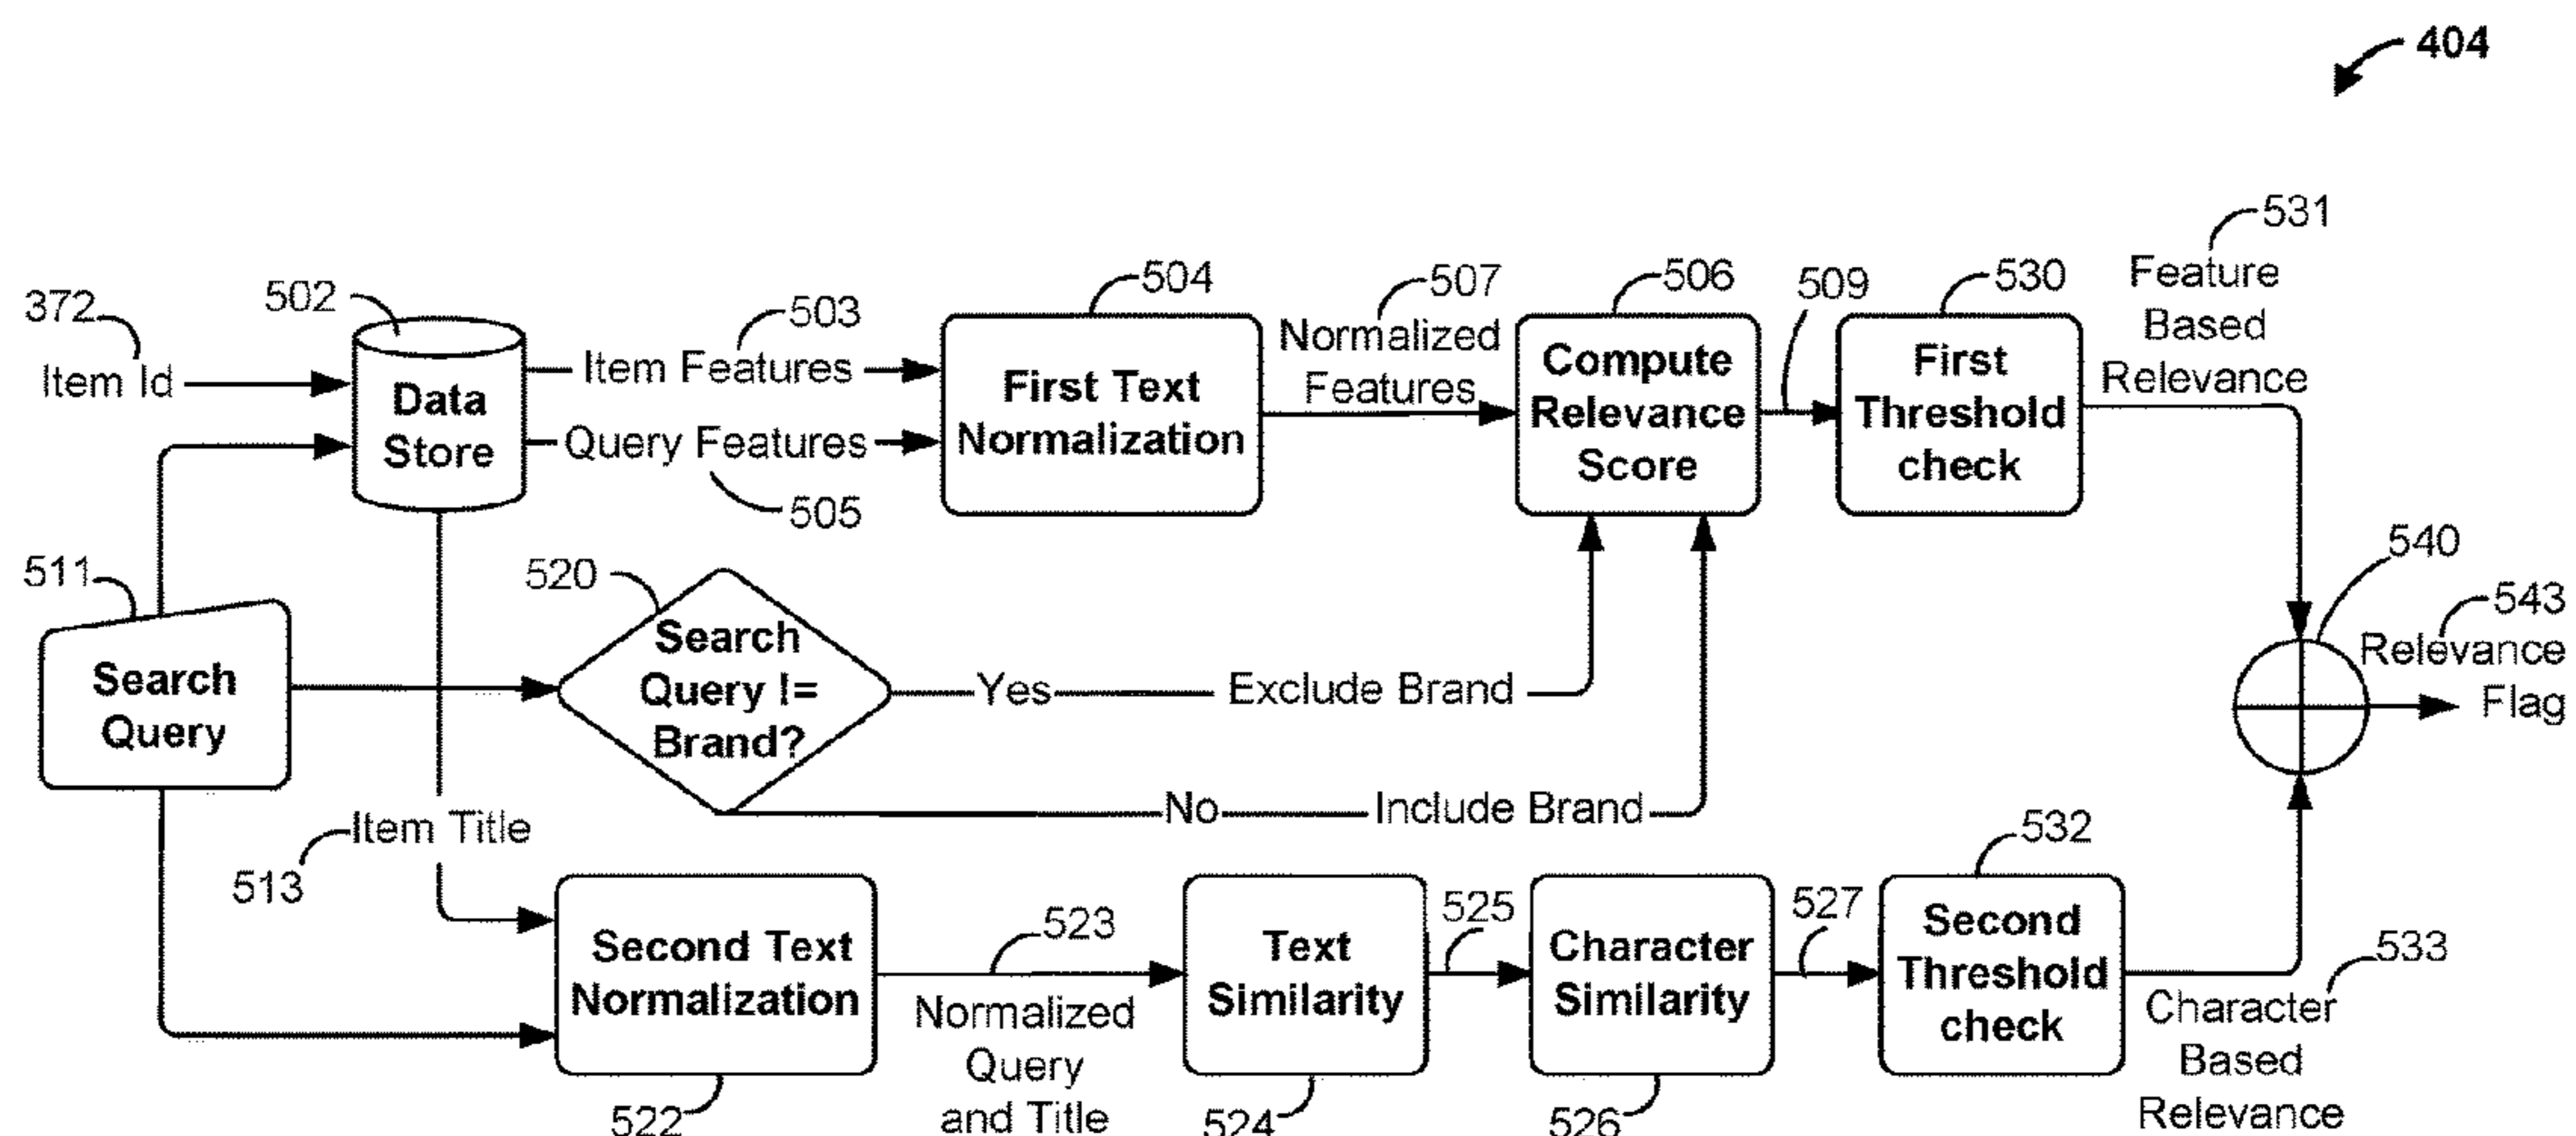 404
531
Feature
Based
Relevance
372
Item Id
502
Data
Store
503
Item Features
Query Features
505
504
First Text
Normalization
507
Normalized
Features
506
Compute
Relevance
Score
509
530
First
Threshold
check
511
Search
Query
520
Search
Query !=
Brand?
Yes
Exclude Brand
No
Include Brand
540
543
Relevance
Flag
Item Title
513
Second Text
Normalization
522
523
Normalized
Query
and Title
Text
Similarity
524
525
Character
Similarity
526
527
532
Second
Threshold
check
533
Character
Based
Relevance